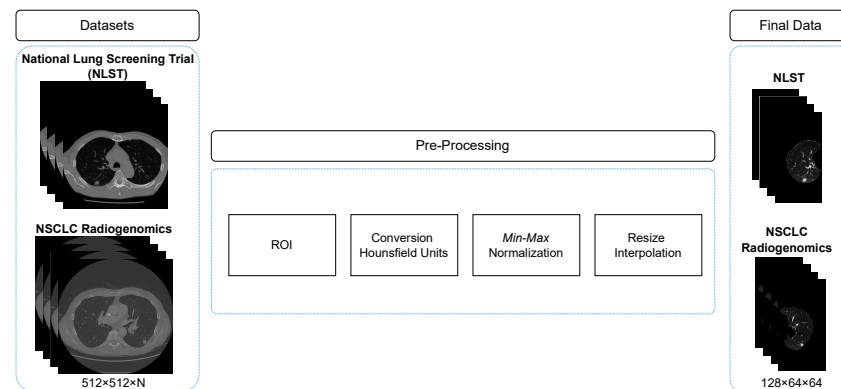 Datasets
National Lung Screening Trial
(NLST)
NSCLC Radiogenomics
512×512×N
Pre-Processing
ROI
Conversion
Hounsfield Units
Min-Max
Normalization
Resize
Interpolation
Final Data
NLST
NSCLC
Radiogenomics
128×64×64